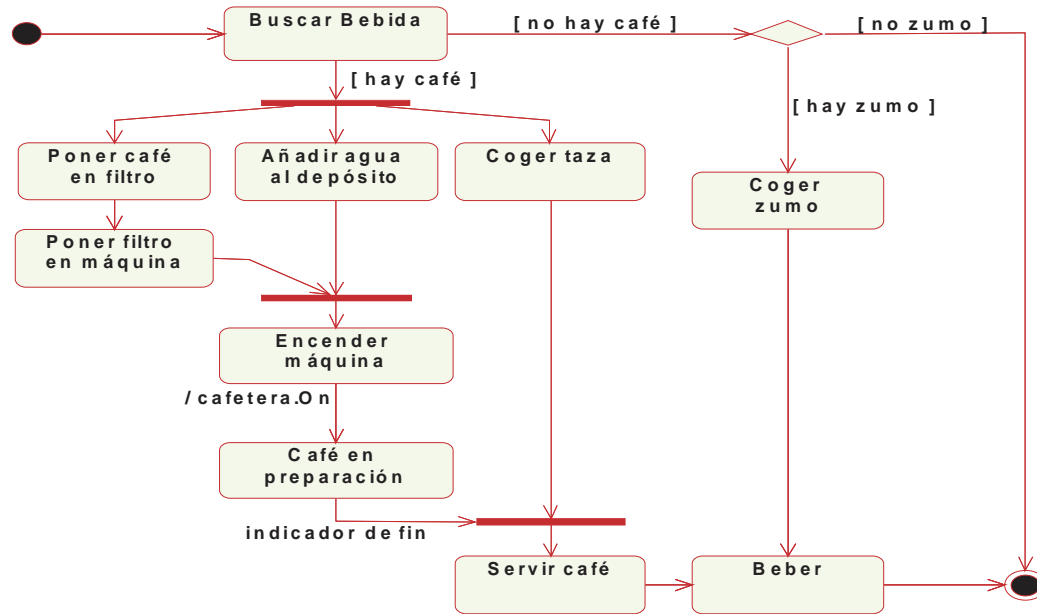 Buscar Bebida
[ no hay café ]
[ no zumo ]
[ hay café ]
[ hay zumo ]
Poner café
en filtro
Añadir agua
al depósito
Coger taza
Coger
zumo
Poner filtro
en máquina
Encender
máquina
/ cafetera.On
Café en
preparación
indicador de fin
Servir café
Beber